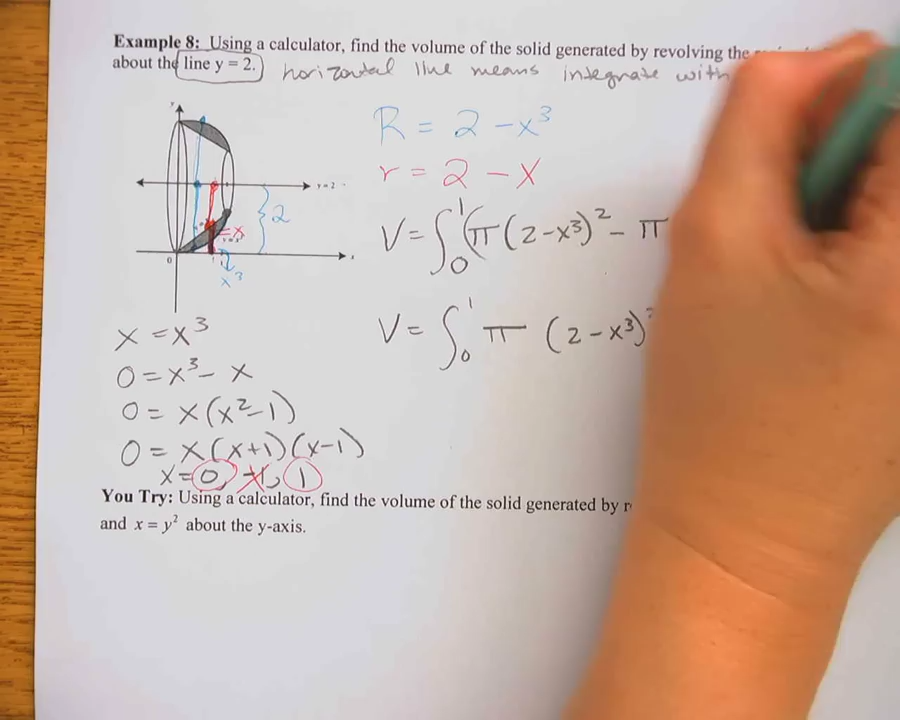 Example 8: Using a calculator, find the volume of the solid generated by revolving the
about the line y = 2. horizontal line means integrate with
y
R = 2 - x³
r = 2 - x
y = 2
2
= x
x³
0
x
V = ∫₀¹ (π(2-x³)² - π
V = ∫₀¹ π (2-x³)²
x = x³
0 = x³ - x
0 = x(x²-1)
0 = x(x+1)(x-1)
x = 0, -1, 1
You Try: Using a calculator, find the volume of the solid generated by
and x = y² about the y-axis.